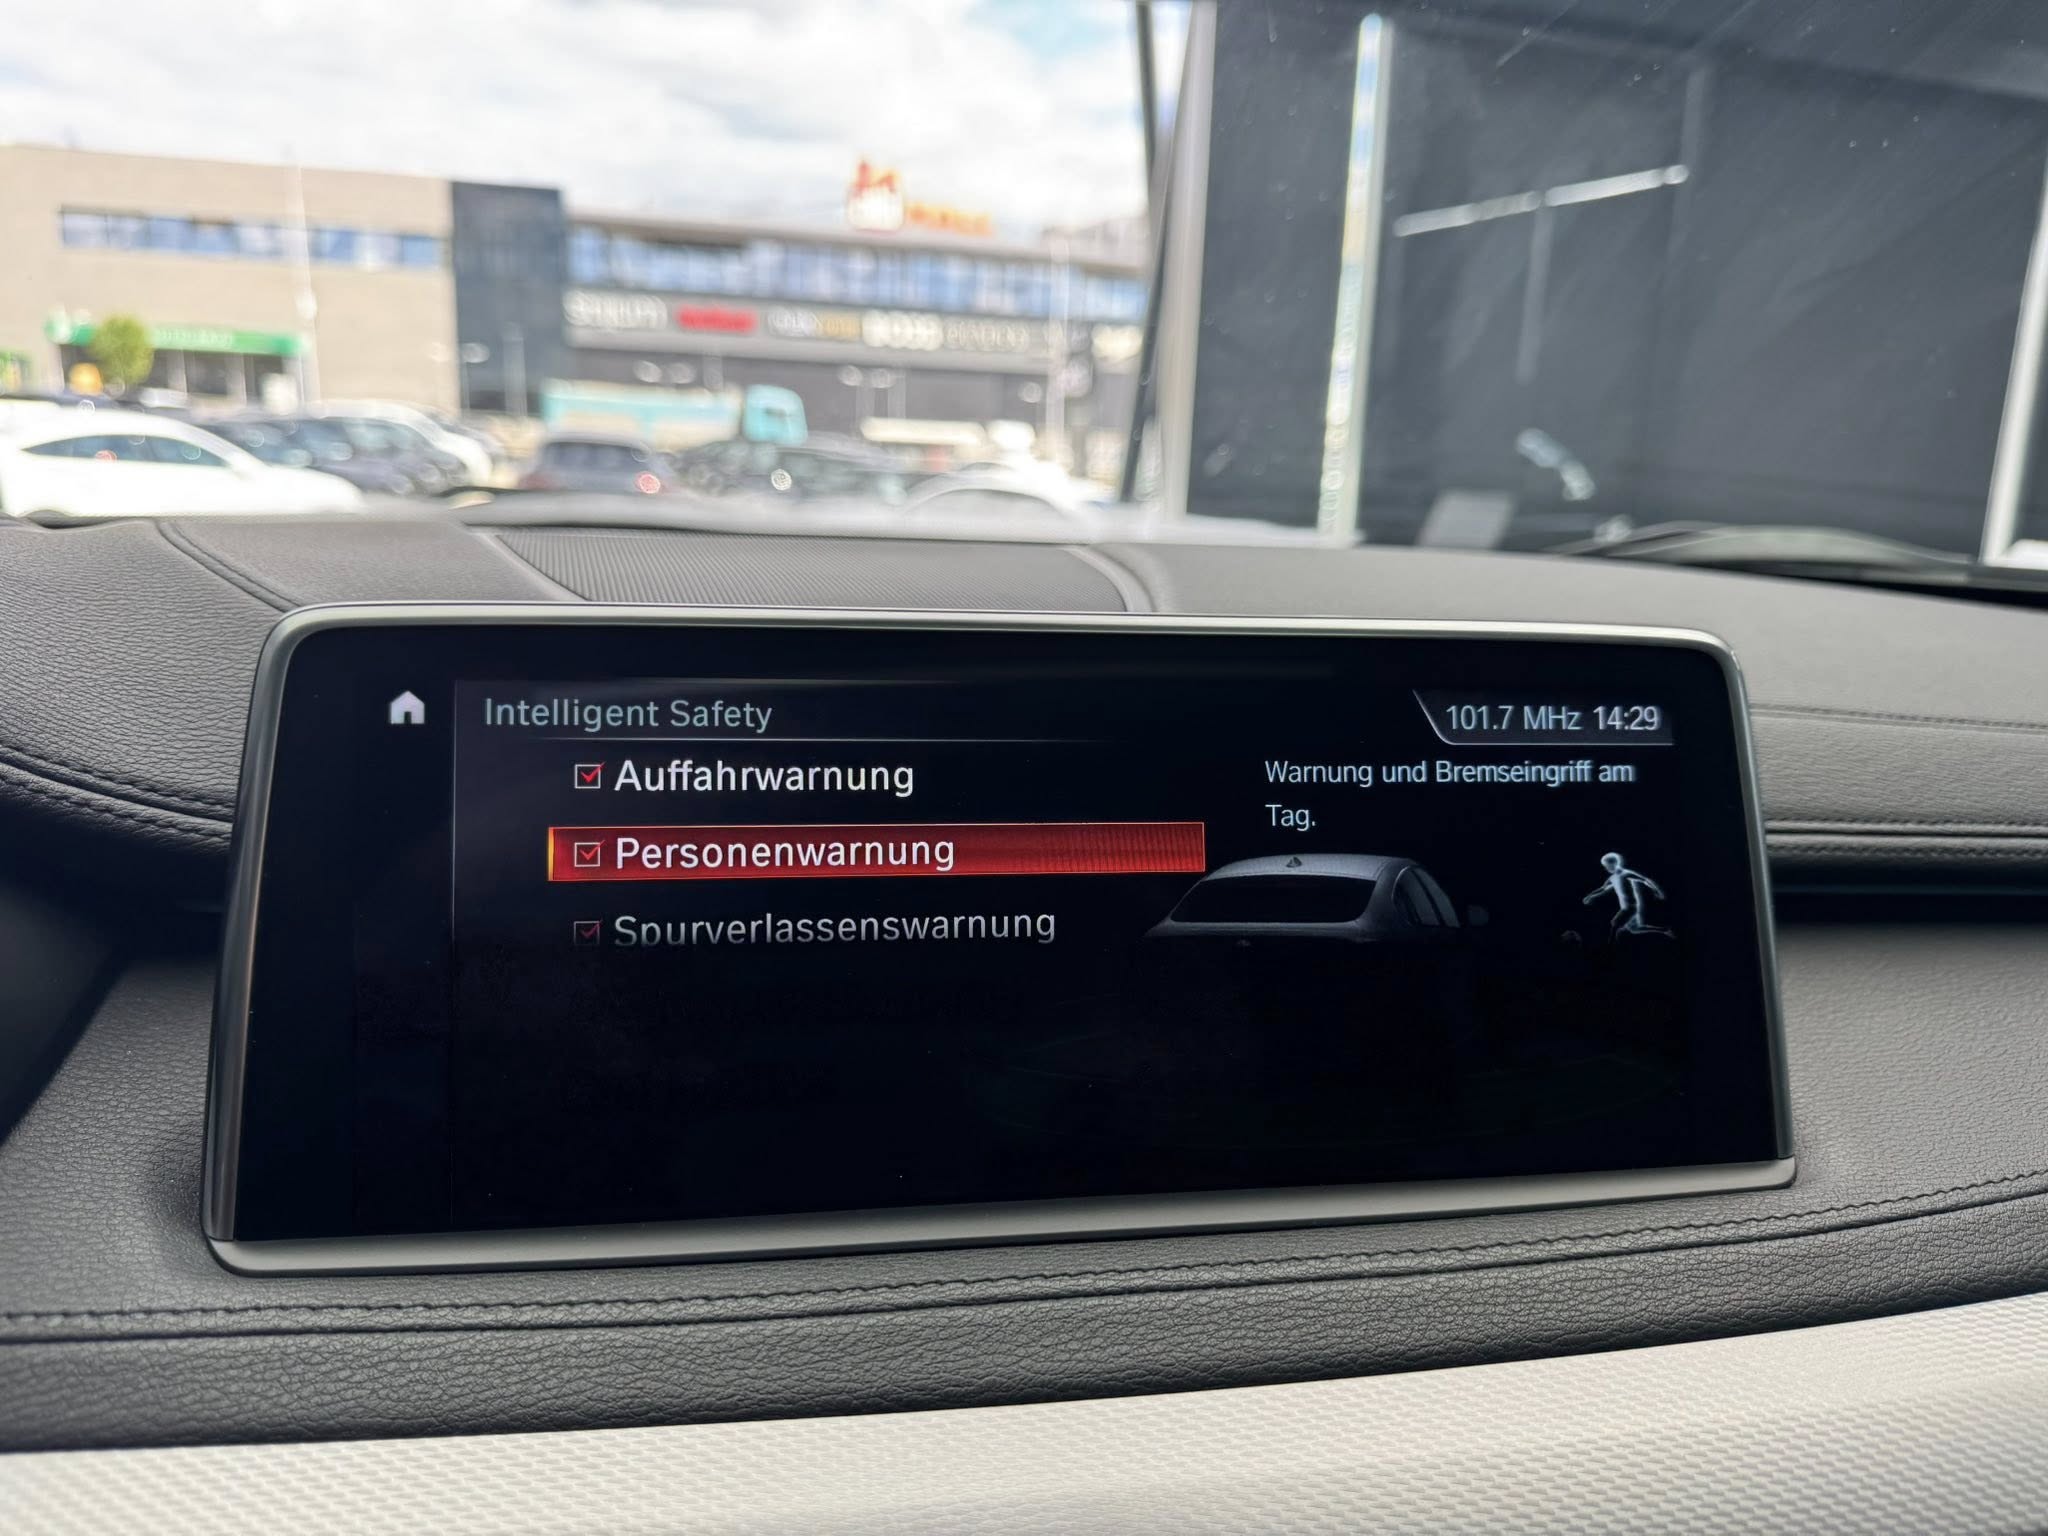 Intelligent Safety
101.7 MHz 14:29
Auffahrwarnung
Personenwarnung
Spurverlassenswarnung
Warnung und Bremseingriff am
Tag.